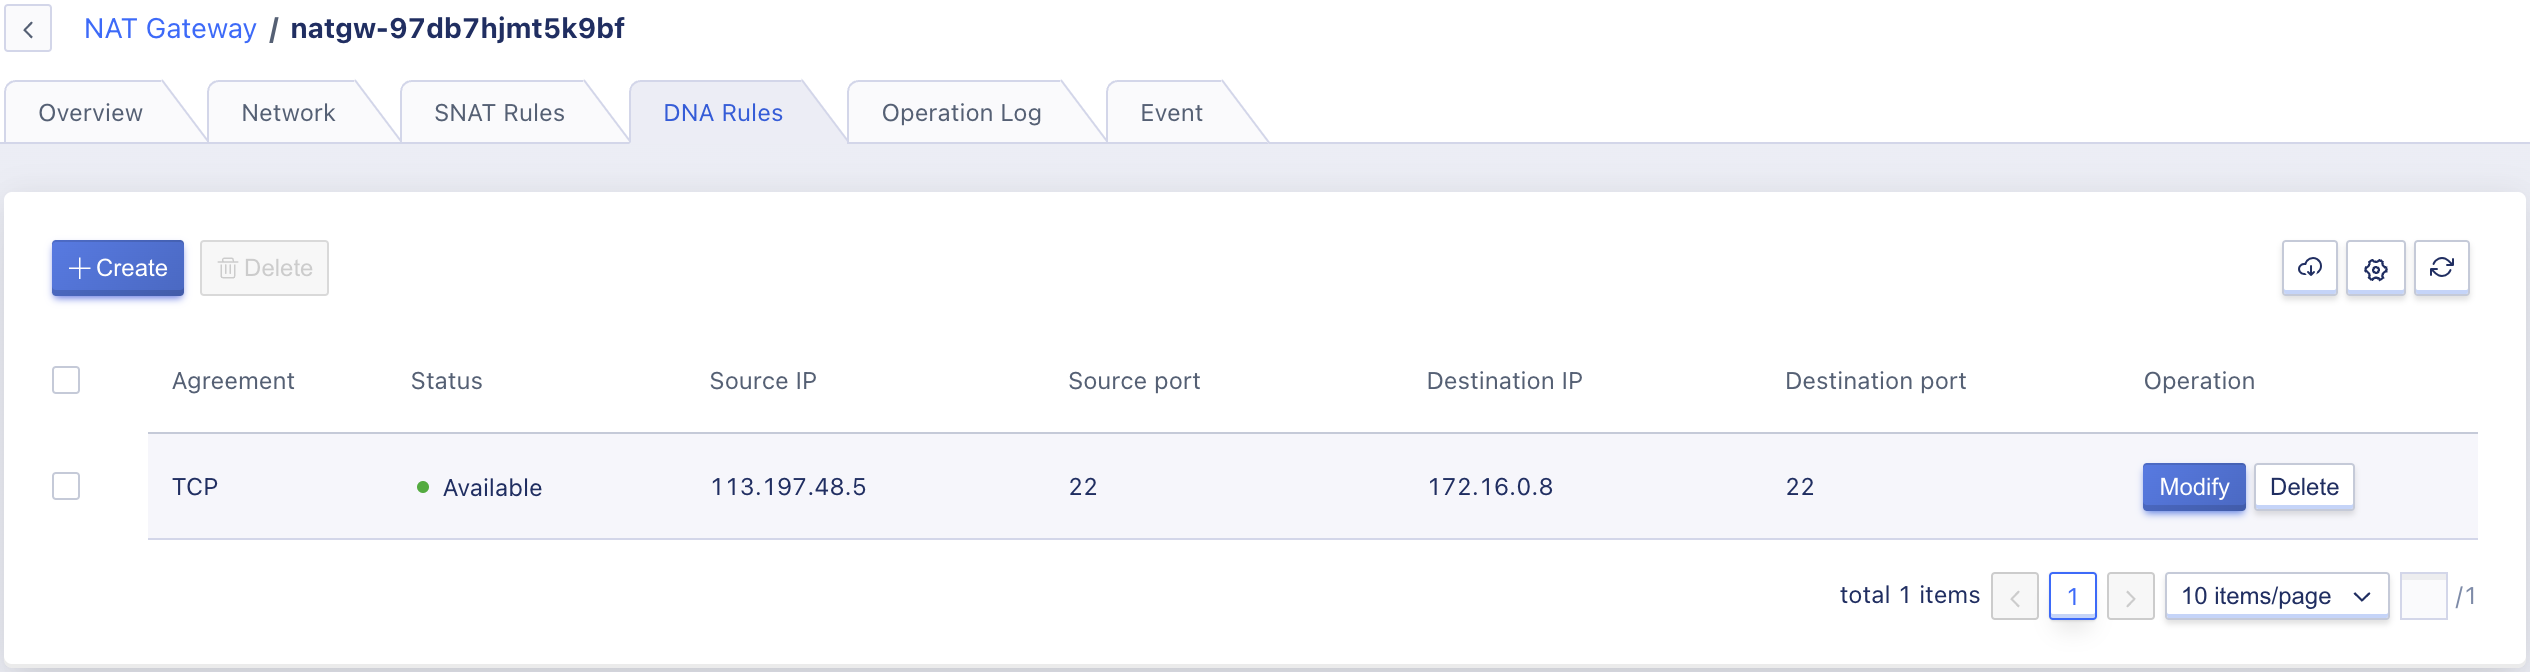 NAT Gateway / natgw-97db7hjmt5k9bf
Overview Network SNAT Rules DNA Rules Operation Log Event
Create Delete
Agreement Status Source IP Source port Destination IP Destination port Operation
TCP Available 113.197.48.5 22 172.16.0.8 22 Modify Delete
total 1 items 1 10 items/page /1